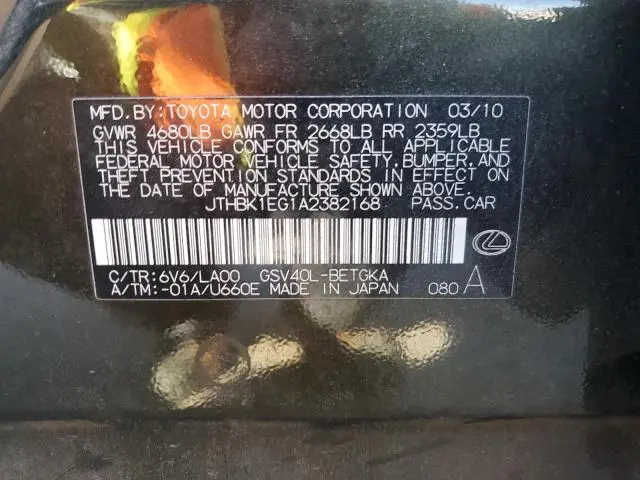 MFD. BY: TOYOTA MOTOR CORPORATION 03/10
GVWR 4680LB GAWR FR 2668LB RR 2359LB
THIS VEHICLE CONFORMS TO ALL APPLICABLE
FEDERAL MOTOR VEHICLE SAFETY, BUMPER, AND
THEFT PREVENTION STANDARDS IN EFFECT ON
THE DATE OF MANUFACTURE SHOWN ABOVE.
JTHBK1EG1A2382168 PASS. CAR
C/TR: 6V6/LA00 GSV40L-BETGKA
A/TM: -01A/U660E MADE IN JAPAN 080 A